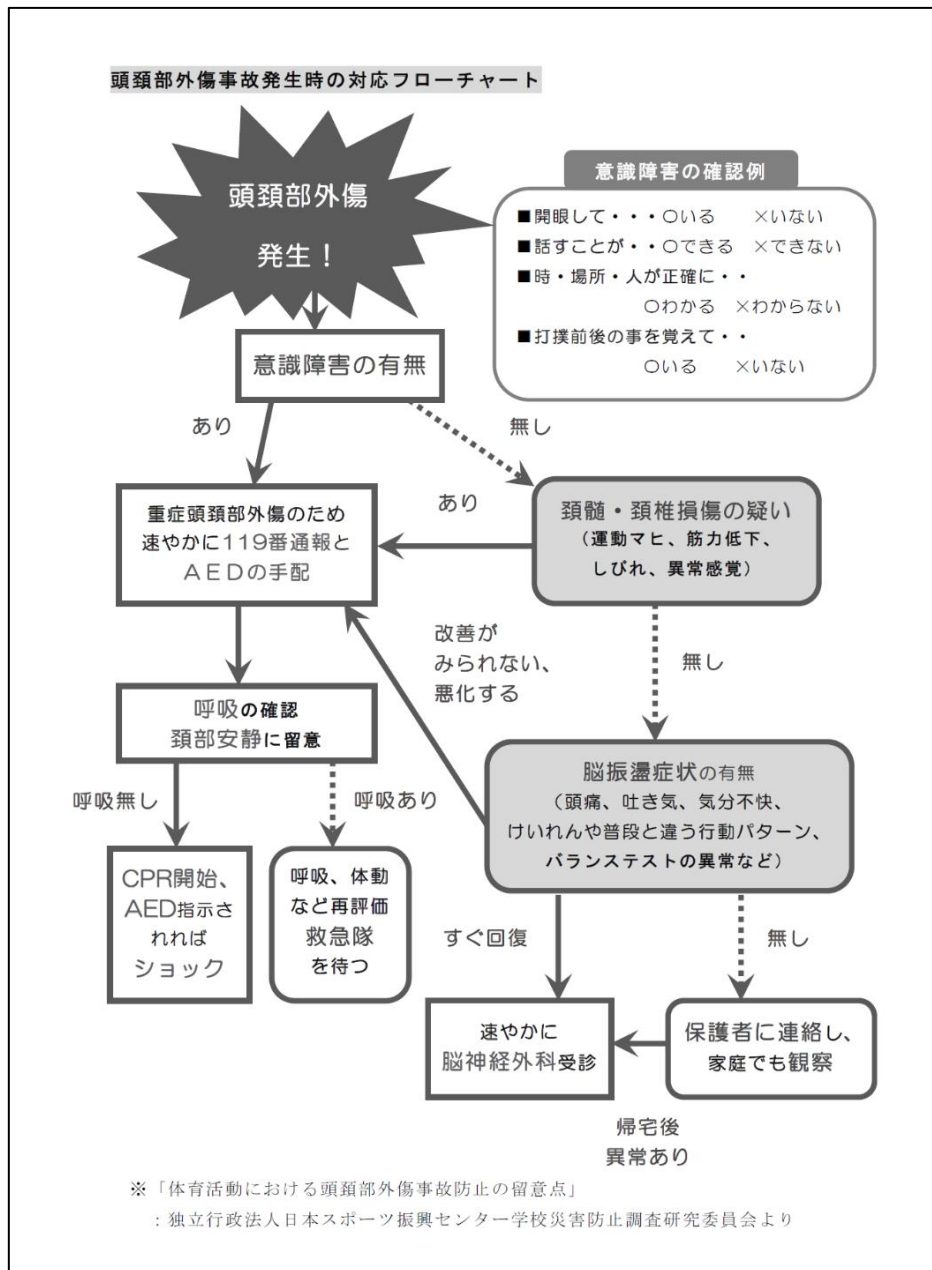 頭頚部外傷事故発生時の対応フローチャート
頭頚部外傷
発生！
意識障害の確認例
■開眼して・・・〇いる　×いない
■話すことが・・〇できる　×できない
■時・場所・人が正確に・・
〇わかる　×わからない
■打撲前後の事を覚えて・・
〇いる　×いない
意識障害の有無
あり
無し
重症頭頚部外傷のため
速やかに119番通報と
ＡＥＤの手配
あり
頚髄・頚椎損傷の疑い
（運動マヒ、筋力低下、
しびれ、異常感覚）
改善が
みられない、
悪化する
無し
呼吸の確認
頚部安静に留意
脳振盪症状の有無
（頭痛、吐き気、気分不快、
けいれんや普段と違う行動パターン、
バランステストの異常など）
呼吸無し
呼吸あり
CPR開始、
AED指示さ
れれば
ショック
呼吸、体動
など再評価
救急隊
を待つ
すぐ回復
無し
速やかに
脳神経外科受診
保護者に連絡し、
家庭でも観察
帰宅後
異常あり
※「体育活動における頭頚部外傷事故防止の留意点」
：独立行政法人日本スポーツ振興センター学校災害防止調査研究委員会より